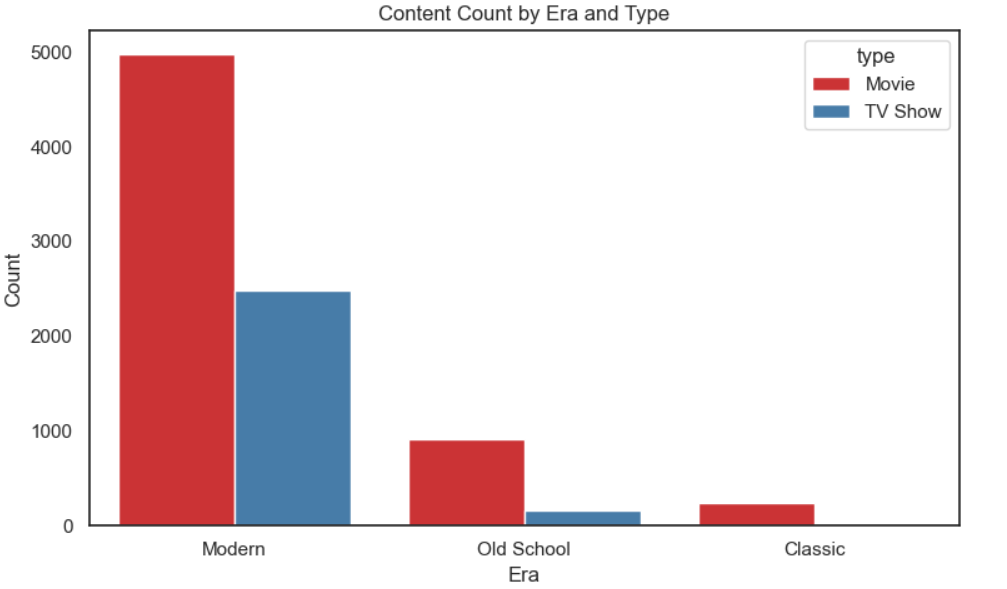 Content Count by Era and Type
type
Movie
TV Show
5000
4000
3000
2000
1000
0
Count
Modern
Old School
Classic
Era